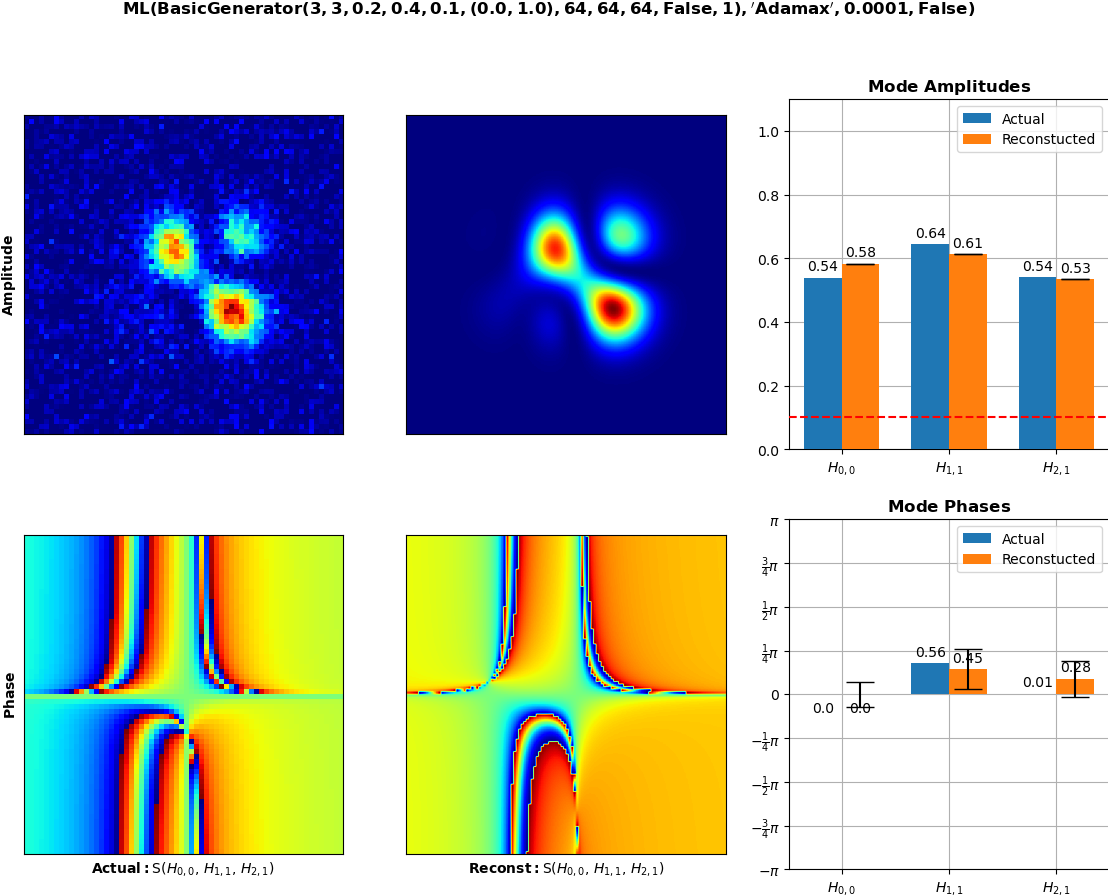 ML(BasicGenerator(3, 3, 0.2, 0.4, 0.1, (0.0, 1.0), 64, 64, 64, False, 1), ′Adamax′, 0.0001, False)
Amplitude
Mode Amplitudes
Actual
Reconstucted
1.0
0.8
0.6
0.4
0.2
0.0
0.54
0.58
0.64
0.61
0.54
0.53
H0,0
H1,1
H2,1
Phase
Actual: S(H0,0, H1,1, H2,1)
Reconst: S(H0,0, H1,1, H2,1)
Mode Phases
Actual
Reconstucted
π
3/4π
1/2π
1/4π
0
−1/4π
−1/2π
−3/4π
−π
0.0
0.0
0.56
0.45
0.01
0.28
H0,0
H1,1
H2,1